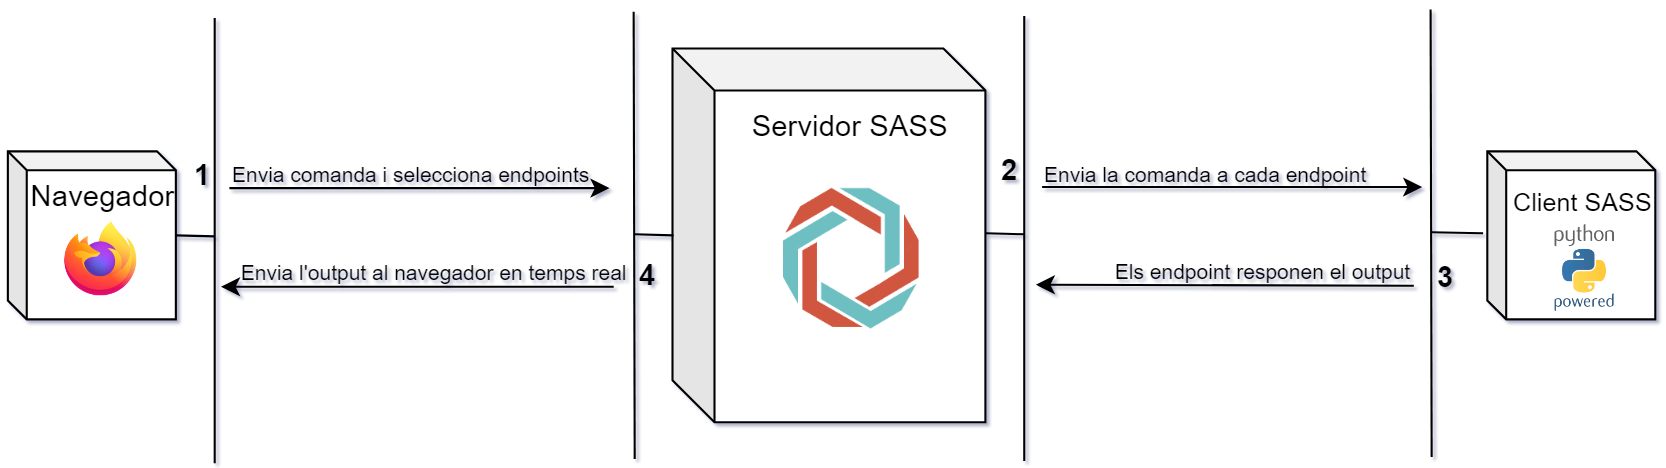 Servidor SASS
1
Envia comanda i selecciona endpoints
2
Envia la comanda a cada endpoint
Navegador
Client SASS
python
powered
Envia l'output al navegador en temps real
4
Els endpoint responen el output
3